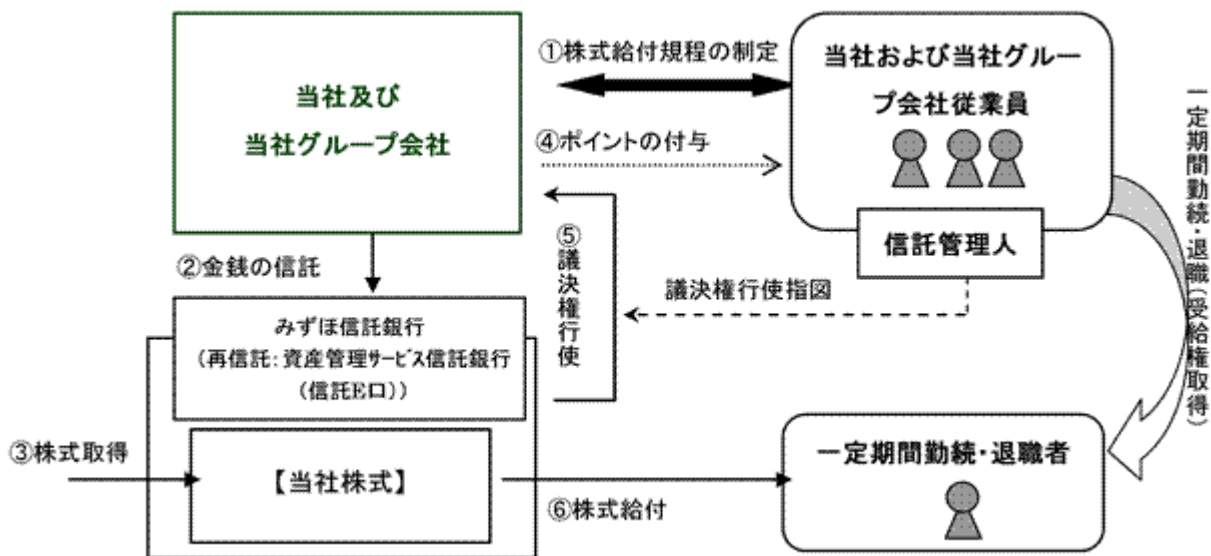 ①株式給付規程の制定
当社及び
当社グループ会社
当社および当社グルー
プ会社従業員
④ポイントの付与
信託管理人
一定期間勤続・退職（受給権取得）
②金銭の信託
⑤議決権行使
議決権行使指図
みずほ信託銀行
（再信託：資産管理サービス信託銀行
（信託E口））
③株式取得
【当社株式】
⑥株式給付
一定期間勤続・退職者